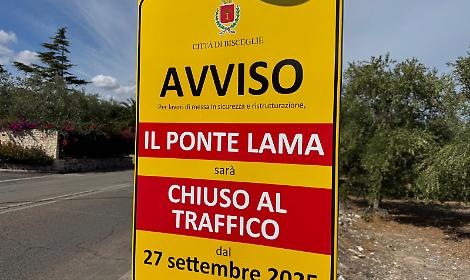 CITTÀ DI BISCEGLIE
AVVISO
Per lavori di messa in sicurezza e ristrutturazione,
IL PONTE LAMA
sarà
CHIUSO AL
TRAFFICO
dal
27 settembre 2025